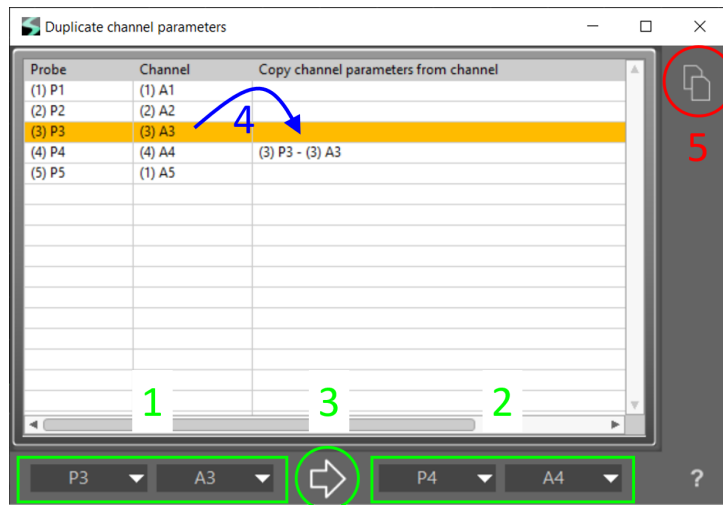 Duplicate channel parameters
Probe Channel Copy channel parameters from channel
(1) P1 (1) A1
(2) P2 (2) A2
(3) P3 (3) A3
4
(4) P4 (4) A4 (3) P3 - (3) A3
5
(5) P5 (1) A5
1 3 2
P3 A3 P4 A4 ?